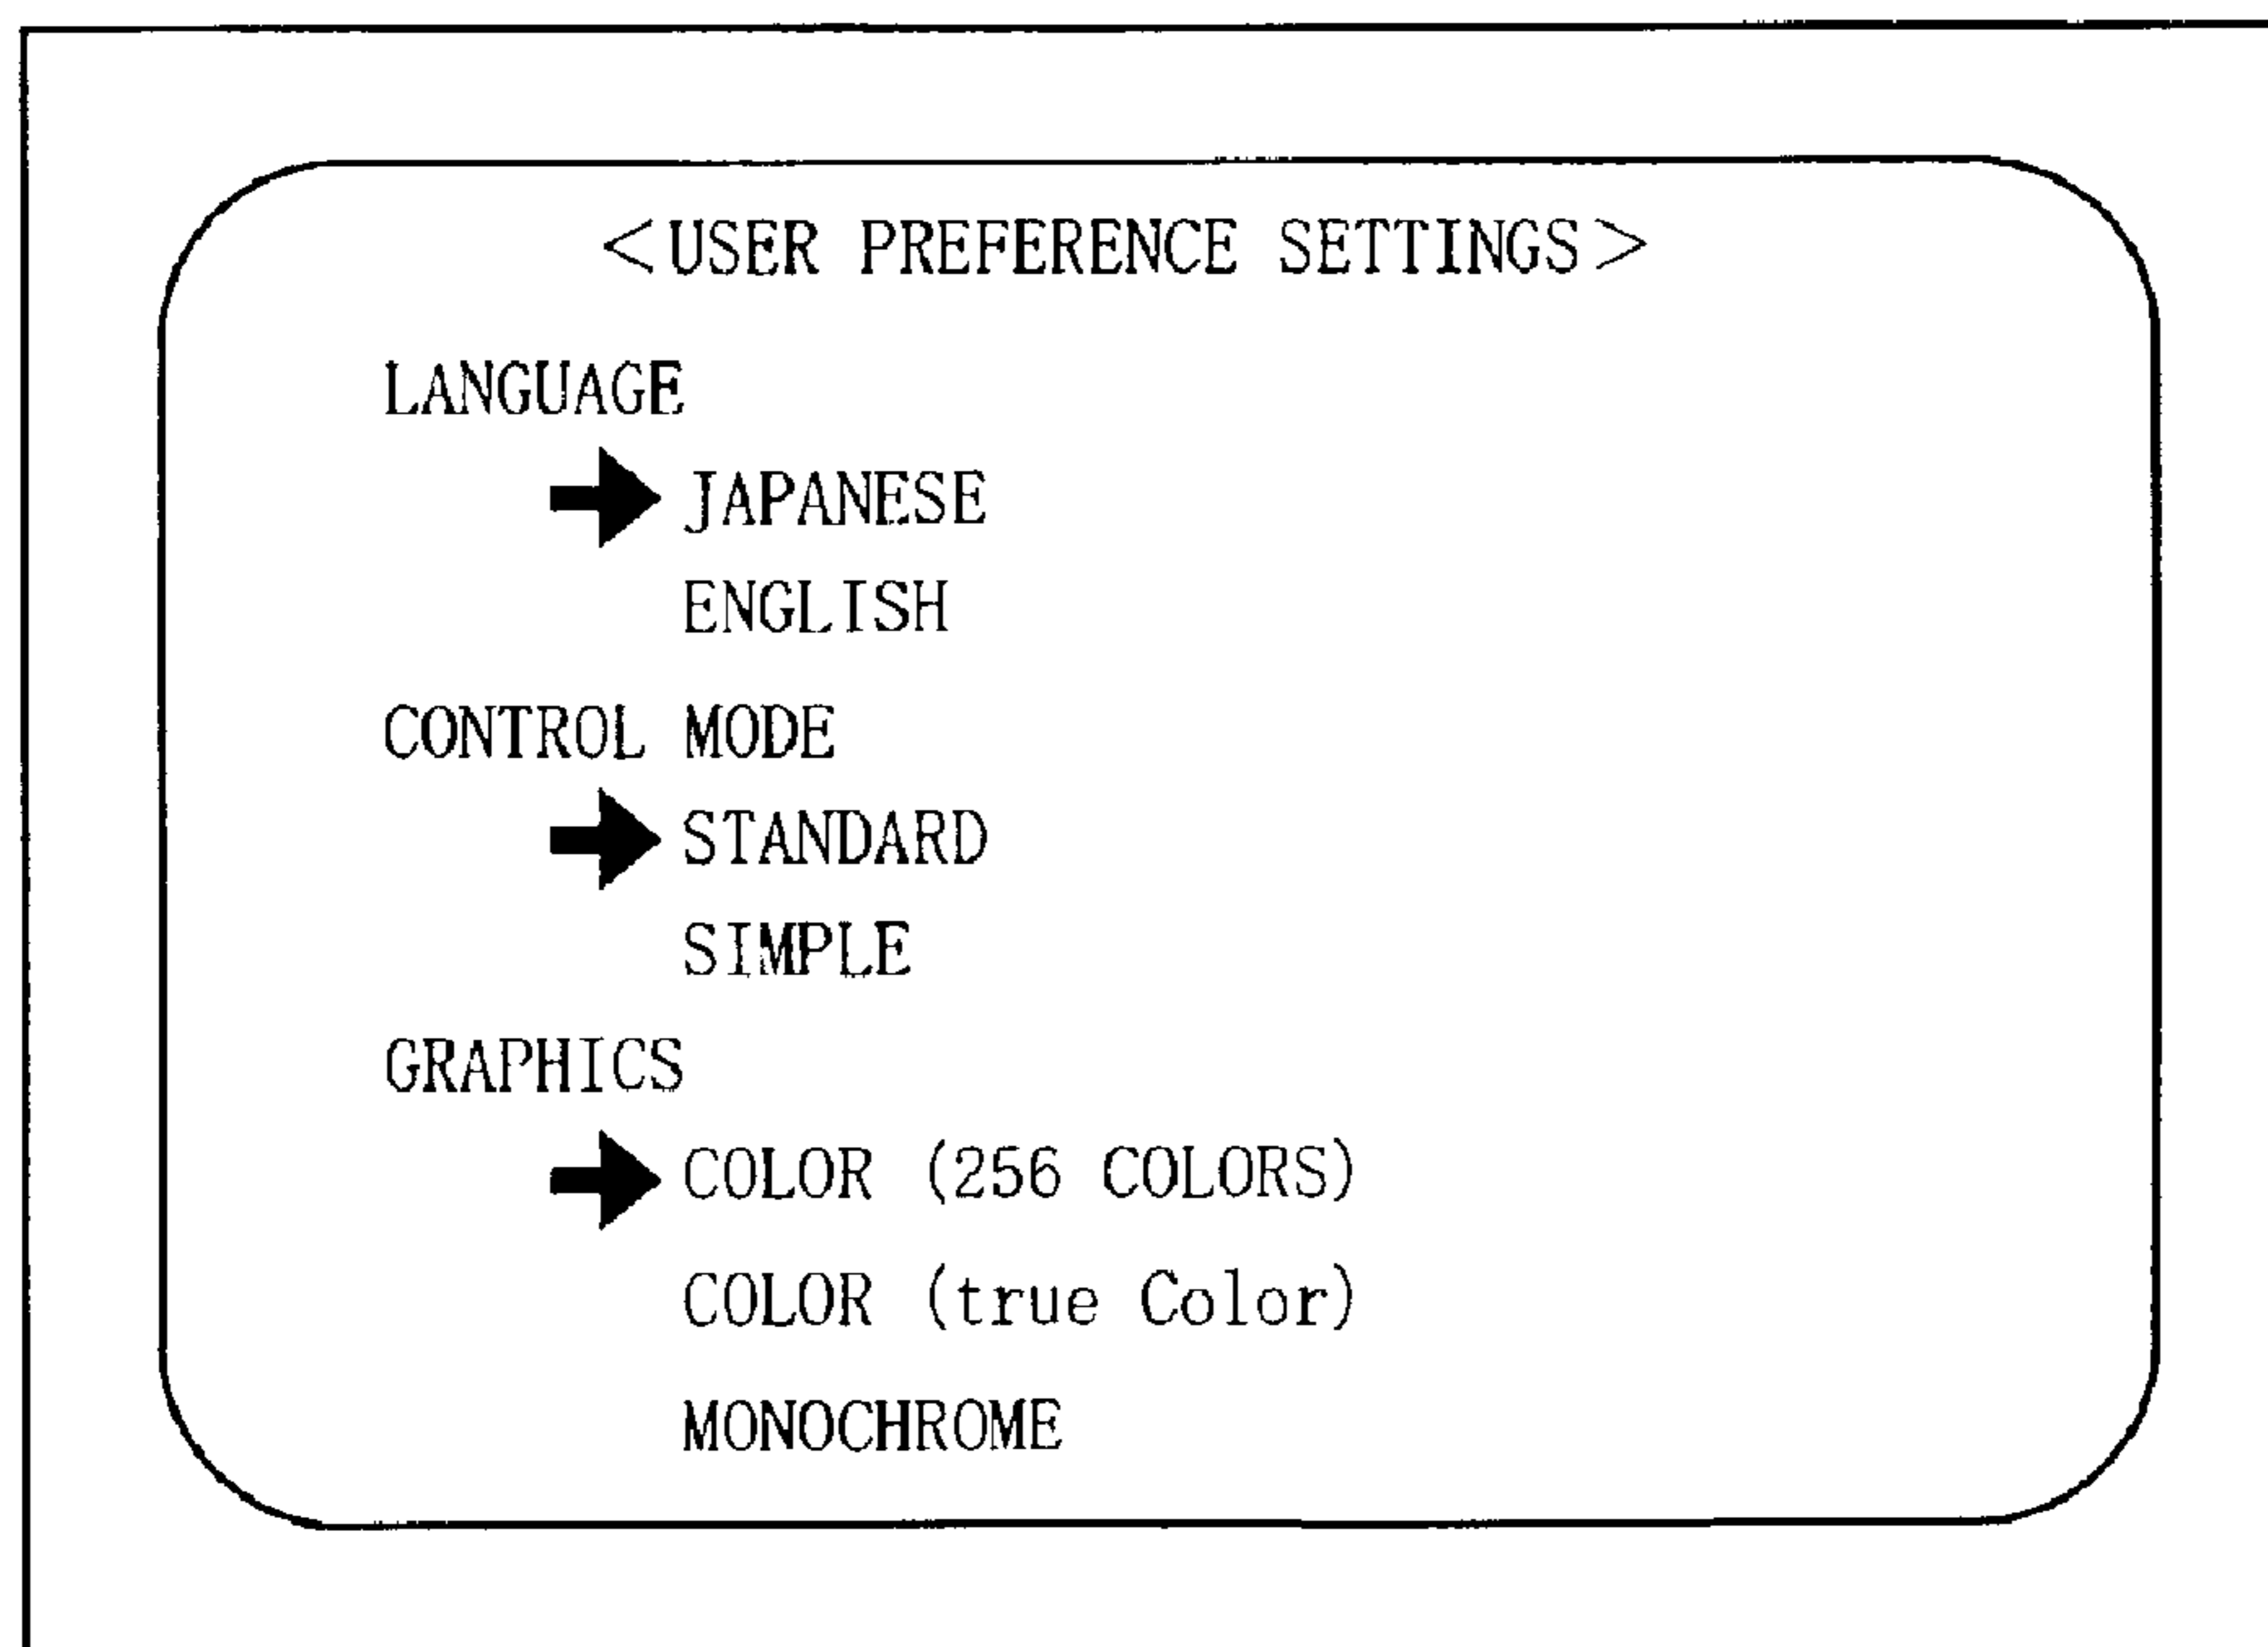 <USER PREFERENCE SETTINGS>
LANGUAGE
JAPANESE
ENGLISH
CONTROL MODE
STANDARD
SIMPLE
GRAPHICS
COLOR (256 COLORS)
COLOR (true Color)
MONOCHROME